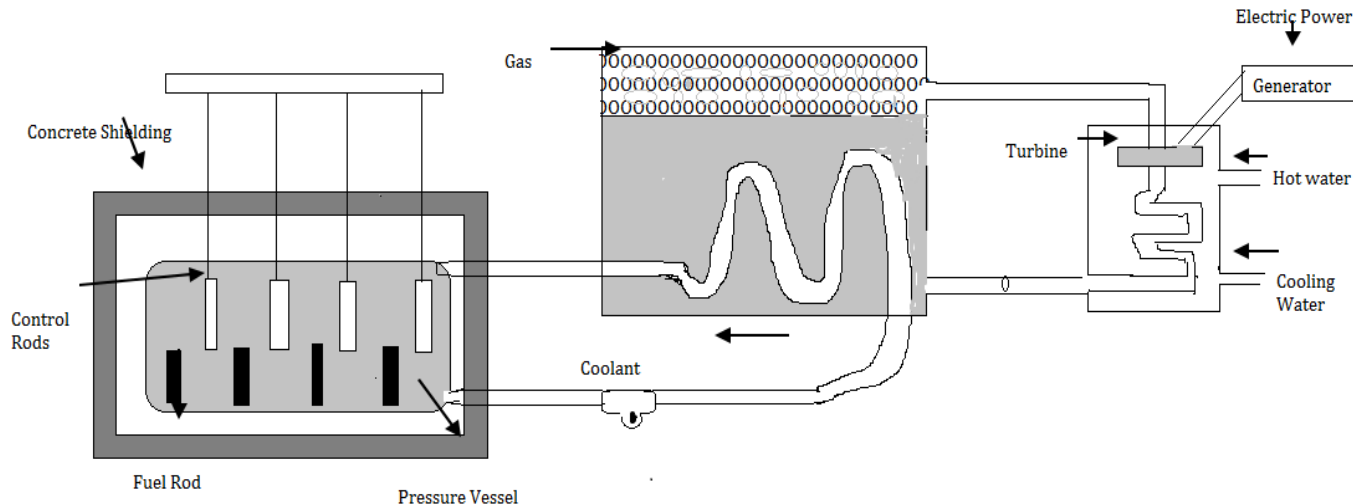 Electric Power
Gas
Generator
Concrete Shielding
Turbine
Hot water
Control
Rods
Cooling
Water
Coolant
Fuel Rod
Pressure Vessel